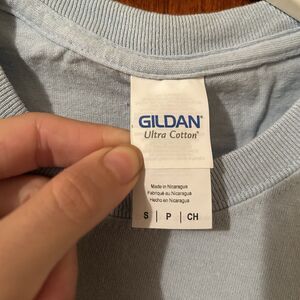 GILDAN®
Ultra Cotton®
Made in Nicaragua
Fabriqué au Nicaragua
Hecho en Nicaragua
S | P | CH